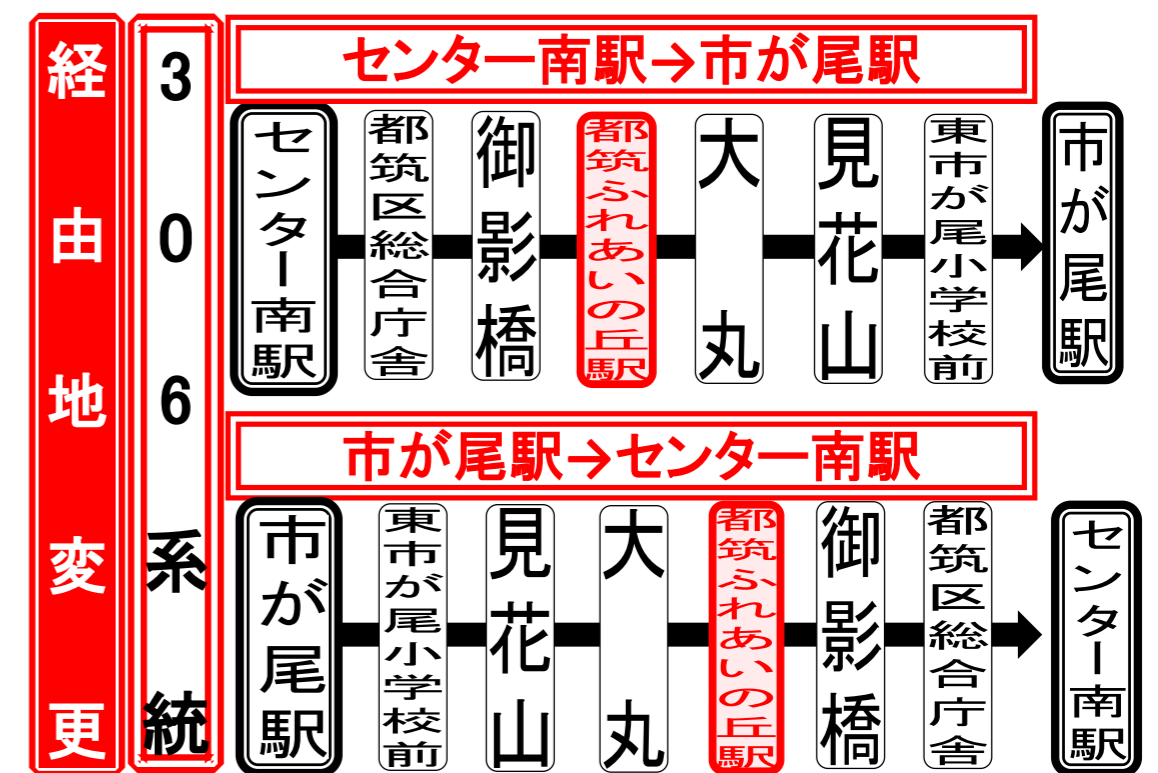 経由地変更
306系統
センター南駅→市が尾駅
センター南駅
都筑区総合庁舎
御影橋
都筑ふれあいの丘駅
大丸
見花山
東市が尾小学校前
市が尾駅
市が尾駅→センター南駅
市が尾駅
東市が尾小学校前
見花山
大丸
都筑ふれあいの丘駅
御影橋
都筑区総合庁舎
センター南駅